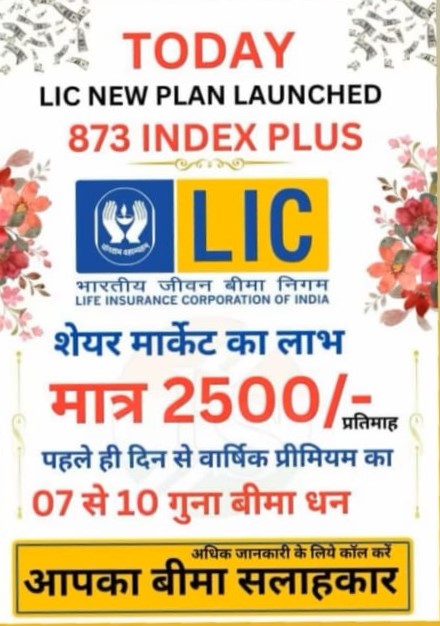 TODAY
LIC NEW PLAN LAUNCHED
873 INDEX PLUS
LIC
भारतीय जीवन बीमा निगम
LIFE INSURANCE CORPORATION OF INDIA
शेयर मार्केट का लाभ
मात्र 2500/-
प्रतिमाह
पहले ही दिन से वार्षिक प्रीमियम का
07 से 10 गुना बीमा धन
अधिक जानकारी के लिये कॉल करें
आपका बीमा सलाहकार